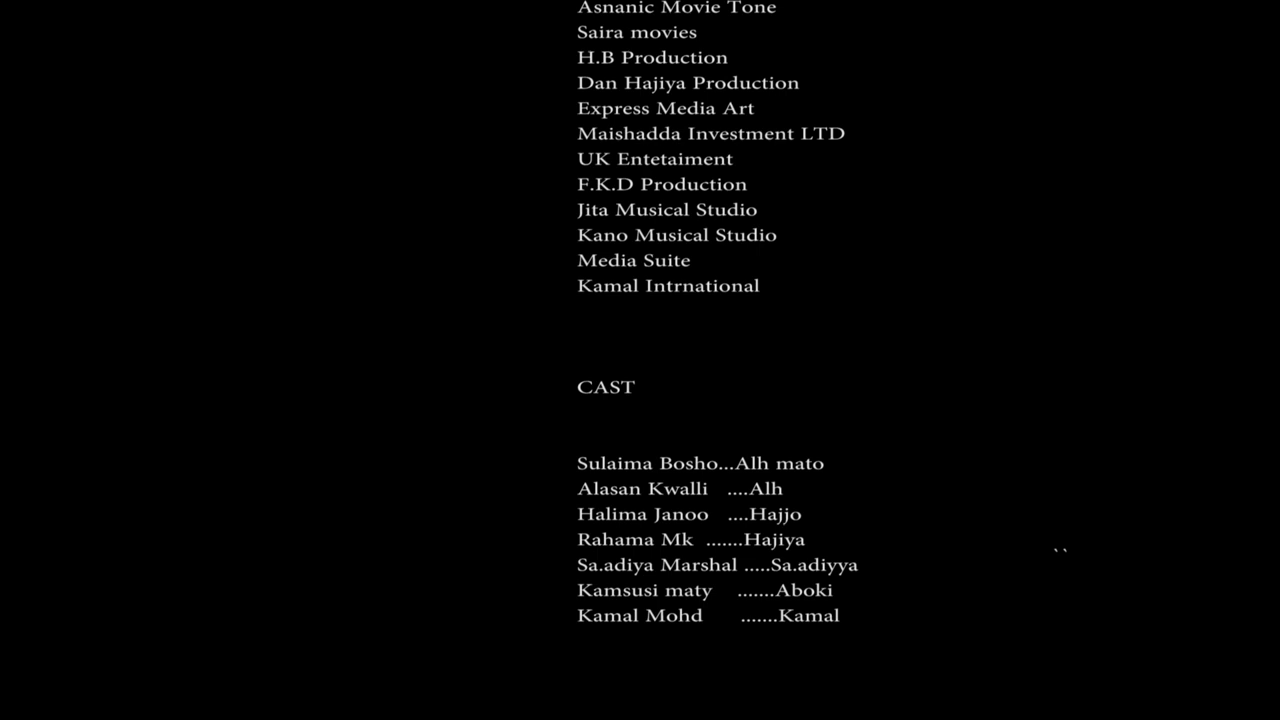 Asnanic Movie Tone
Saira movies
H.B Production
Dan Hajiya Production
Express Media Art
Maishadda Investment LTD
UK Entetaiment
F.K.D Production
Jita Musical Studio
Kano Musical Studio
Media Suite
Kamal Intrnational
CAST
Sulaima Bosho...Alh mato
Alasan Kwalli ....Alh
Halima Janoo ....Hajjo
Rahama Mk .......Hajiya
Sa.adiya Marshal .....Sa.adiyya
``
Kamsusi maty .......Aboki
Kamal Mohd .......Kamal